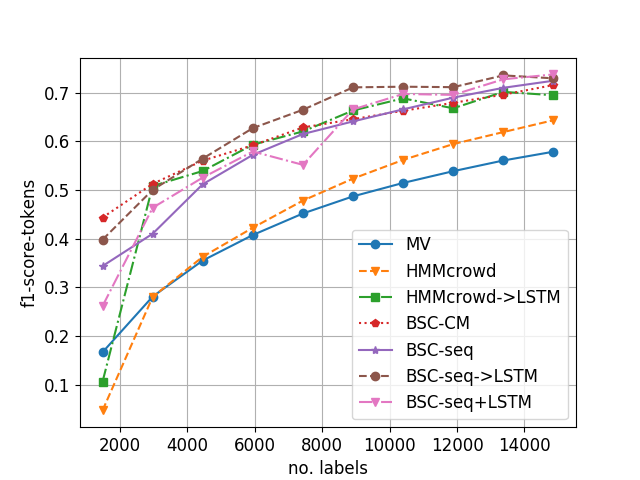 f1-score-tokens
0.7
0.6
0.5
0.4
0.3
0.2
0.1
MV
HMMcrowd
HMMcrowd->LSTM
BSC-CM
BSC-seq
BSC-seq->LSTM
BSC-seq+LSTM
2000 4000 6000 8000 10000 12000 14000
no. labels